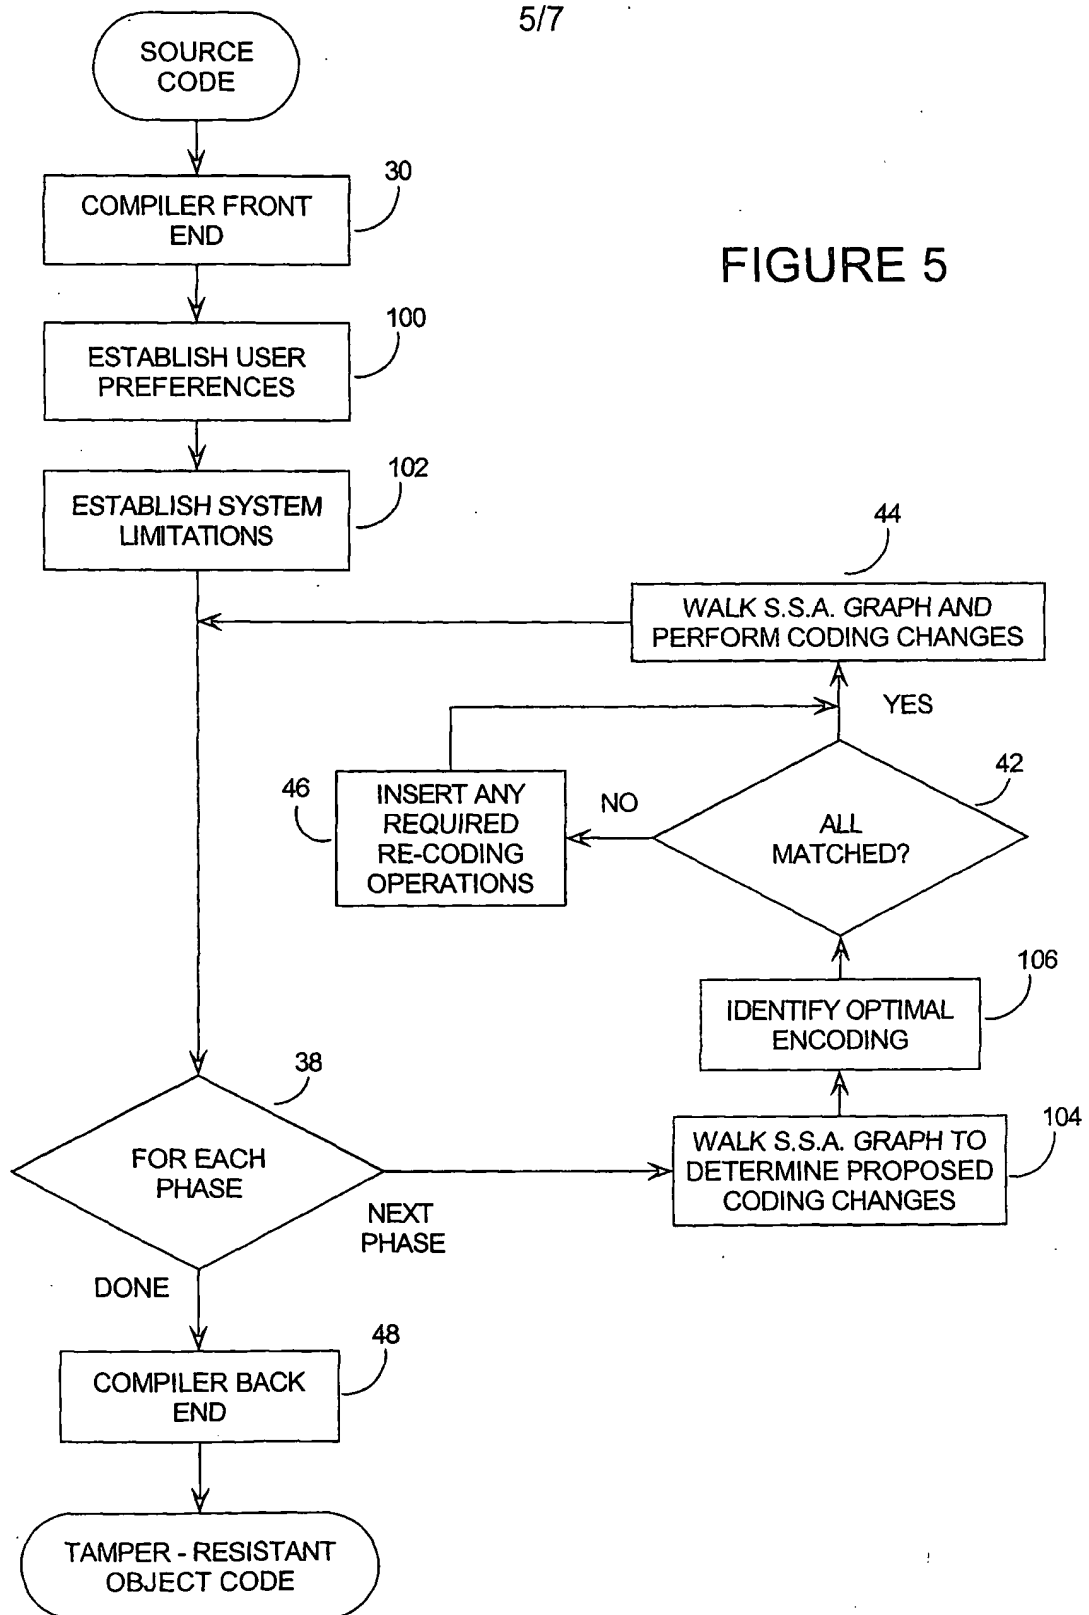 5/7
SOURCE
CODE
30
COMPILER FRONT
END
FIGURE 5
100
ESTABLISH USER
PREFERENCES
102
ESTABLISH SYSTEM
LIMITATIONS
44
WALK S.S.A. GRAPH AND
PERFORM CODING CHANGES
YES
42
46
INSERT ANY
REQUIRED
RE-CODING
OPERATIONS
NO
ALL
MATCHED?
106
IDENTIFY OPTIMAL
ENCODING
38
FOR EACH
PHASE
104
WALK S.S.A. GRAPH TO
DETERMINE PROPOSED
CODING CHANGES
NEXT
PHASE
DONE
48
COMPILER BACK
END
TAMPER - RESISTANT
OBJECT CODE